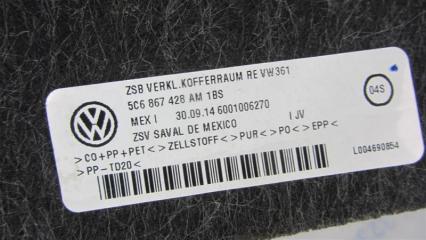 ZSB VERKL.KOFFERRAUM RE VW361
5C6 867 428 AM 1BS
MEX I 30.09.14 6001006270
ZSV SAVAL DE MEXICO I JV
>CO+PP+PET<>ZELLSTOFF<>PUR<>PO<>EPP<
>PP-TD20<
04S
L004690854